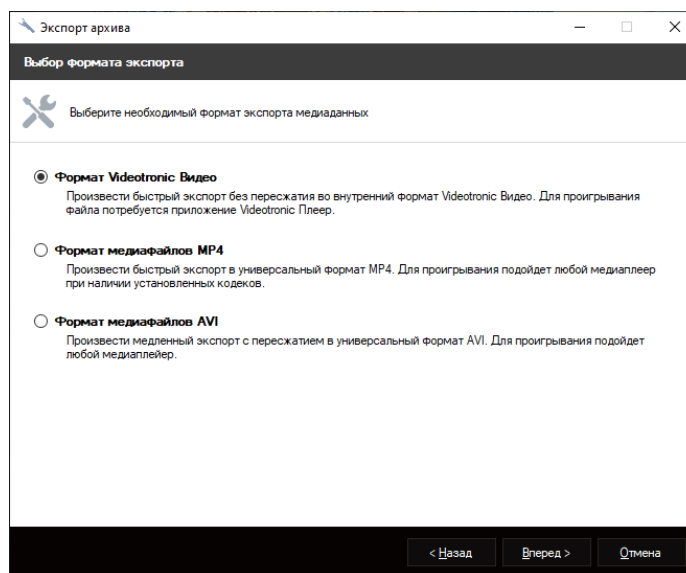 Экспорт архива
Выбор формата экспорта
Выберите необходимый формат экспорта медиаданных
Формат Videotronic Видео
Произвести быстрый экспорт без пересжатия во внутренний формат Videotronic Видео. Для проигрывания
файла потребуется приложение Videotronic Плеер.
Формат медиафайлов MP4
Произвести быстрый экспорт в универсальный формат MP4. Для проигрывания подойдет любой медиаплеер
при наличии установленных кодеков.
Формат медиафайлов AVI
Произвести медленный экспорт с пересжатием в универсальный формат AVI. Для проигрывания подойдет
любой медиаплейер.
< Назад Вперед > Отмена